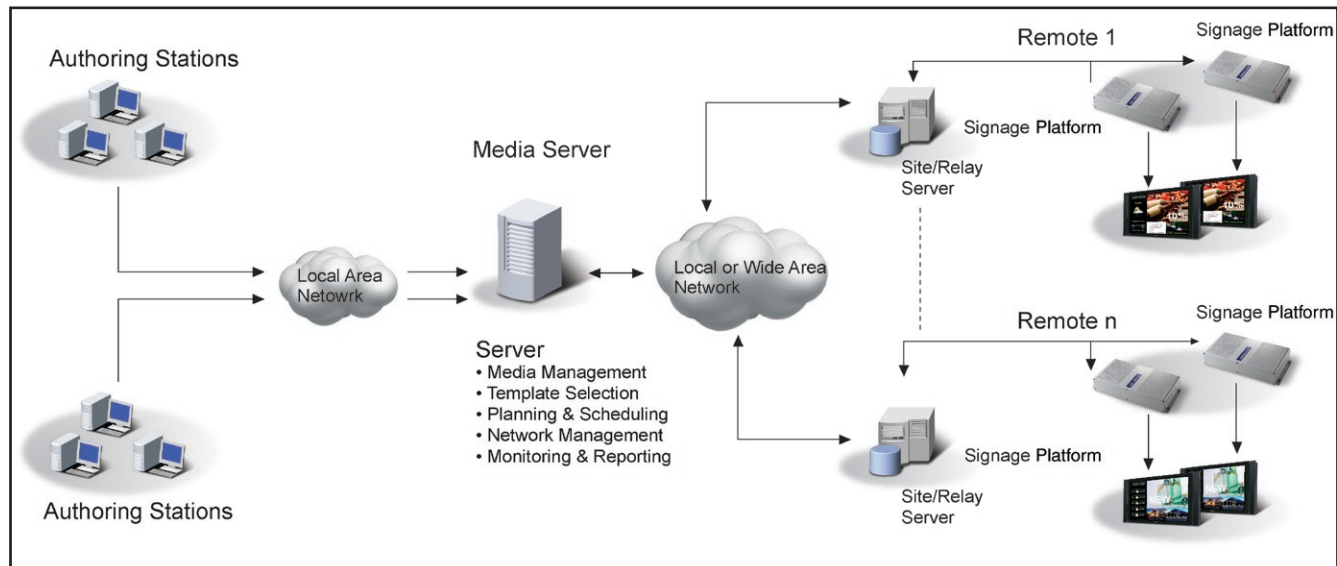 Authoring Stations
Media Server
Local Area
Netowrk
Server
• Media Management
• Template Selection
• Planning & Scheduling
• Network Management
• Monitoring & Reporting
Authoring Stations
Local or Wide Area
Network
Remote 1
Signage Platform
Signage Platform
Site/Relay
Server
Remote n
Signage Platform
Signage Platform
Site/Relay
Server
NEW
NEW